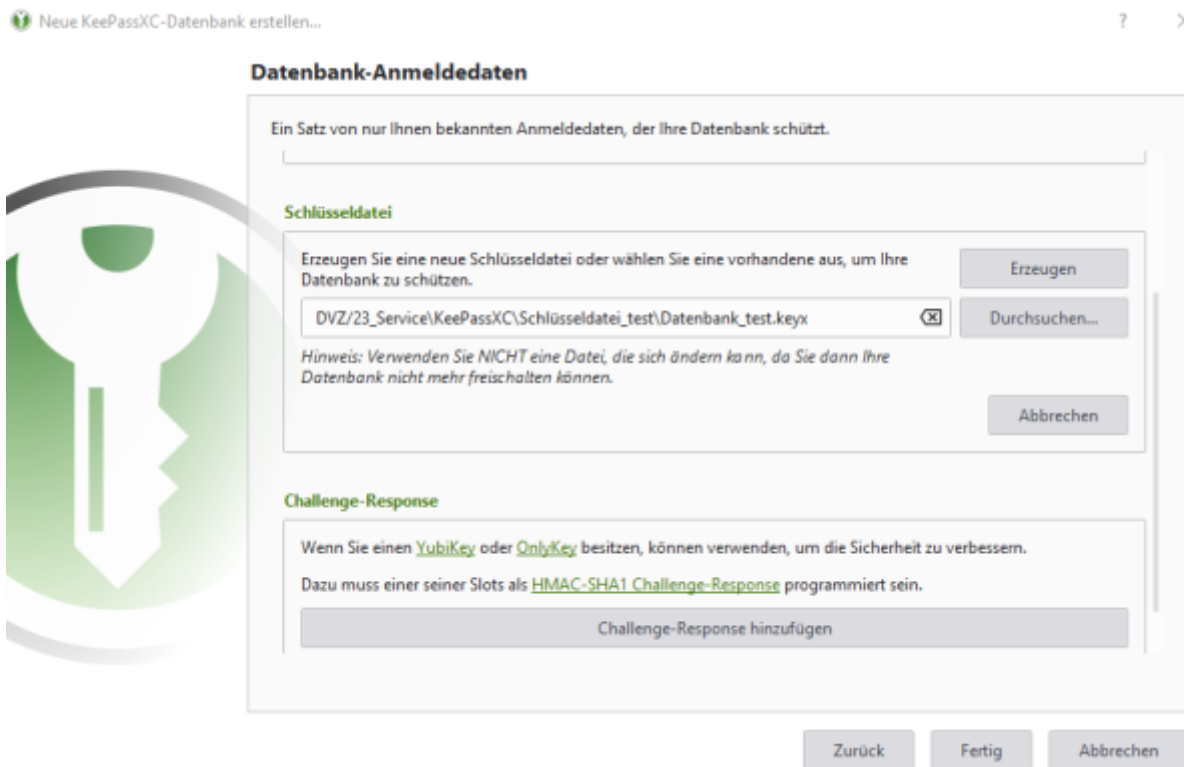 Neue KeePassXC-Datenbank erstellen...
?
Datenbank-Anmeldedaten
Ein Satz von nur Ihnen bekannten Anmeldedaten, der Ihre Datenbank schützt.
Schlüsseldatei
Erzeugen Sie eine neue Schlüsseldatei oder wählen Sie eine vorhandene aus, um Ihre
Datenbank zu schützen.
Erzeugen
DVZ/23_Service\KeePassXC\Schlüsseldatei_test\Datenbank_test.keyx
Durchsuchen...
Hinweis: Verwenden Sie NICHT eine Datei, die sich ändern kann, da Sie dann Ihre
Datenbank nicht mehr freischalten können.
Abbrechen
Challenge-Response
Wenn Sie einen YubiKey oder OnlyKey besitzen, können verwenden, um die Sicherheit zu verbessern.
Dazu muss einer seiner Slots als HMAC-SHA1 Challenge-Response programmiert sein.
Challenge-Response hinzufügen
Zurück
Fertig
Abbrechen